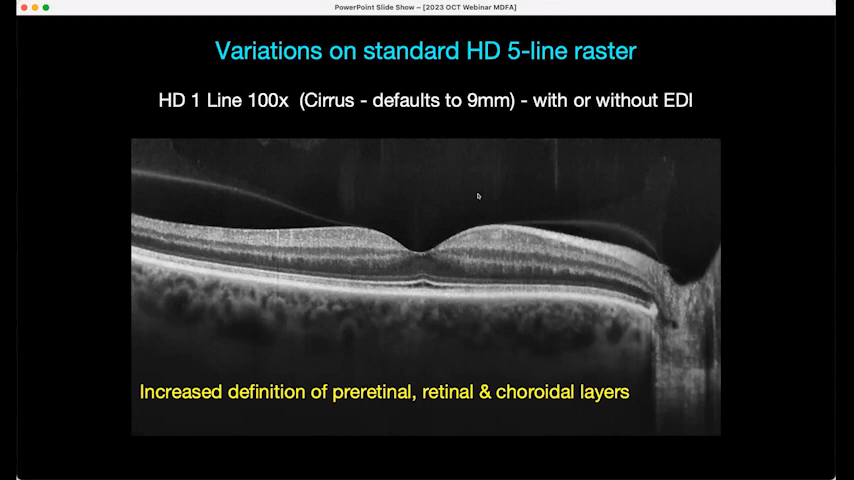 PowerPoint Slide Show – [2023 OCT Webinar MDFA]
Variations on standard HD 5-line raster
HD 1 Line 100x (Cirrus - defaults to 9mm) - with or without EDI
Increased definition of preretinal, retinal & choroidal layers